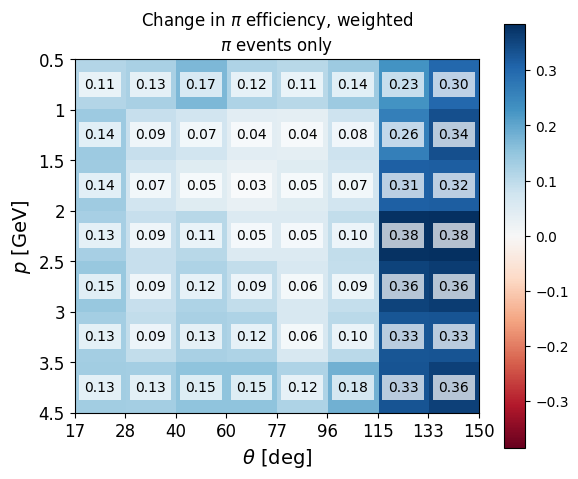 Change in π efficiency, weighted
π events only
0.5 0.11 0.13 0.17 0.12 0.11 0.14 0.23 0.30
1 0.14 0.09 0.07 0.04 0.04 0.08 0.26 0.34
1.5 0.14 0.07 0.05 0.03 0.05 0.07 0.31 0.32
2 0.13 0.09 0.11 0.05 0.05 0.10 0.38 0.38
2.5 0.15 0.09 0.12 0.09 0.06 0.09 0.36 0.36
3 0.13 0.09 0.13 0.12 0.06 0.10 0.33 0.33
3.5 0.13 0.13 0.15 0.15 0.12 0.18 0.33 0.36
4.5
p [GeV]
17 28 40 60 77 96 115 133 150
θ [deg]
0.3
0.2
0.1
0.0
−0.1
−0.2
−0.3